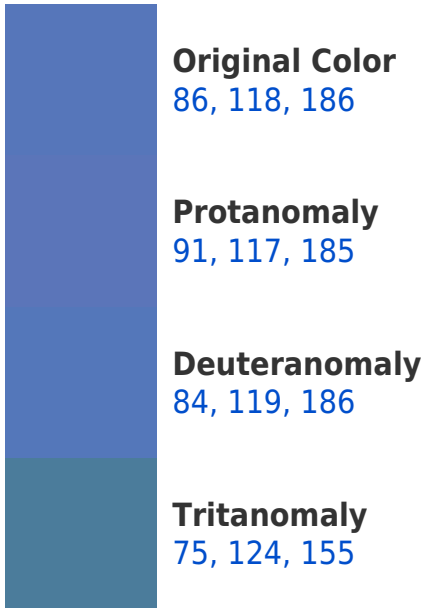 Original Color
86, 118, 186
Protanomaly
91, 117, 185
Deuteranomaly
84, 119, 186
Tritanomaly
75, 124, 155